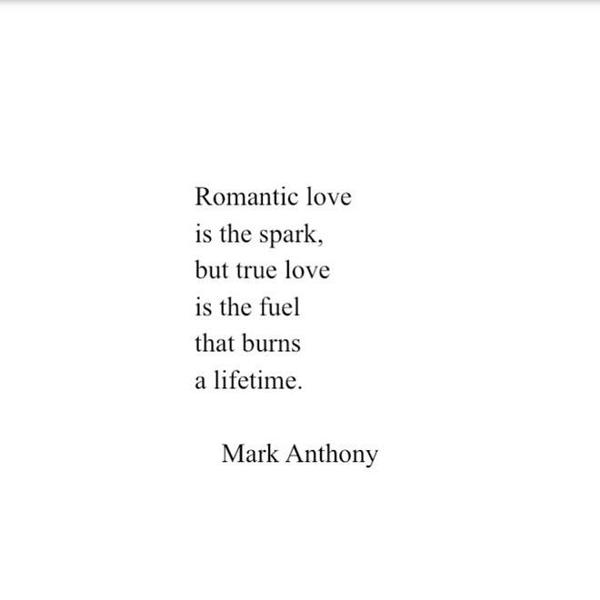 Romantic love
is the spark,
but true love
is the fuel
that burns
a lifetime.
Mark Anthony